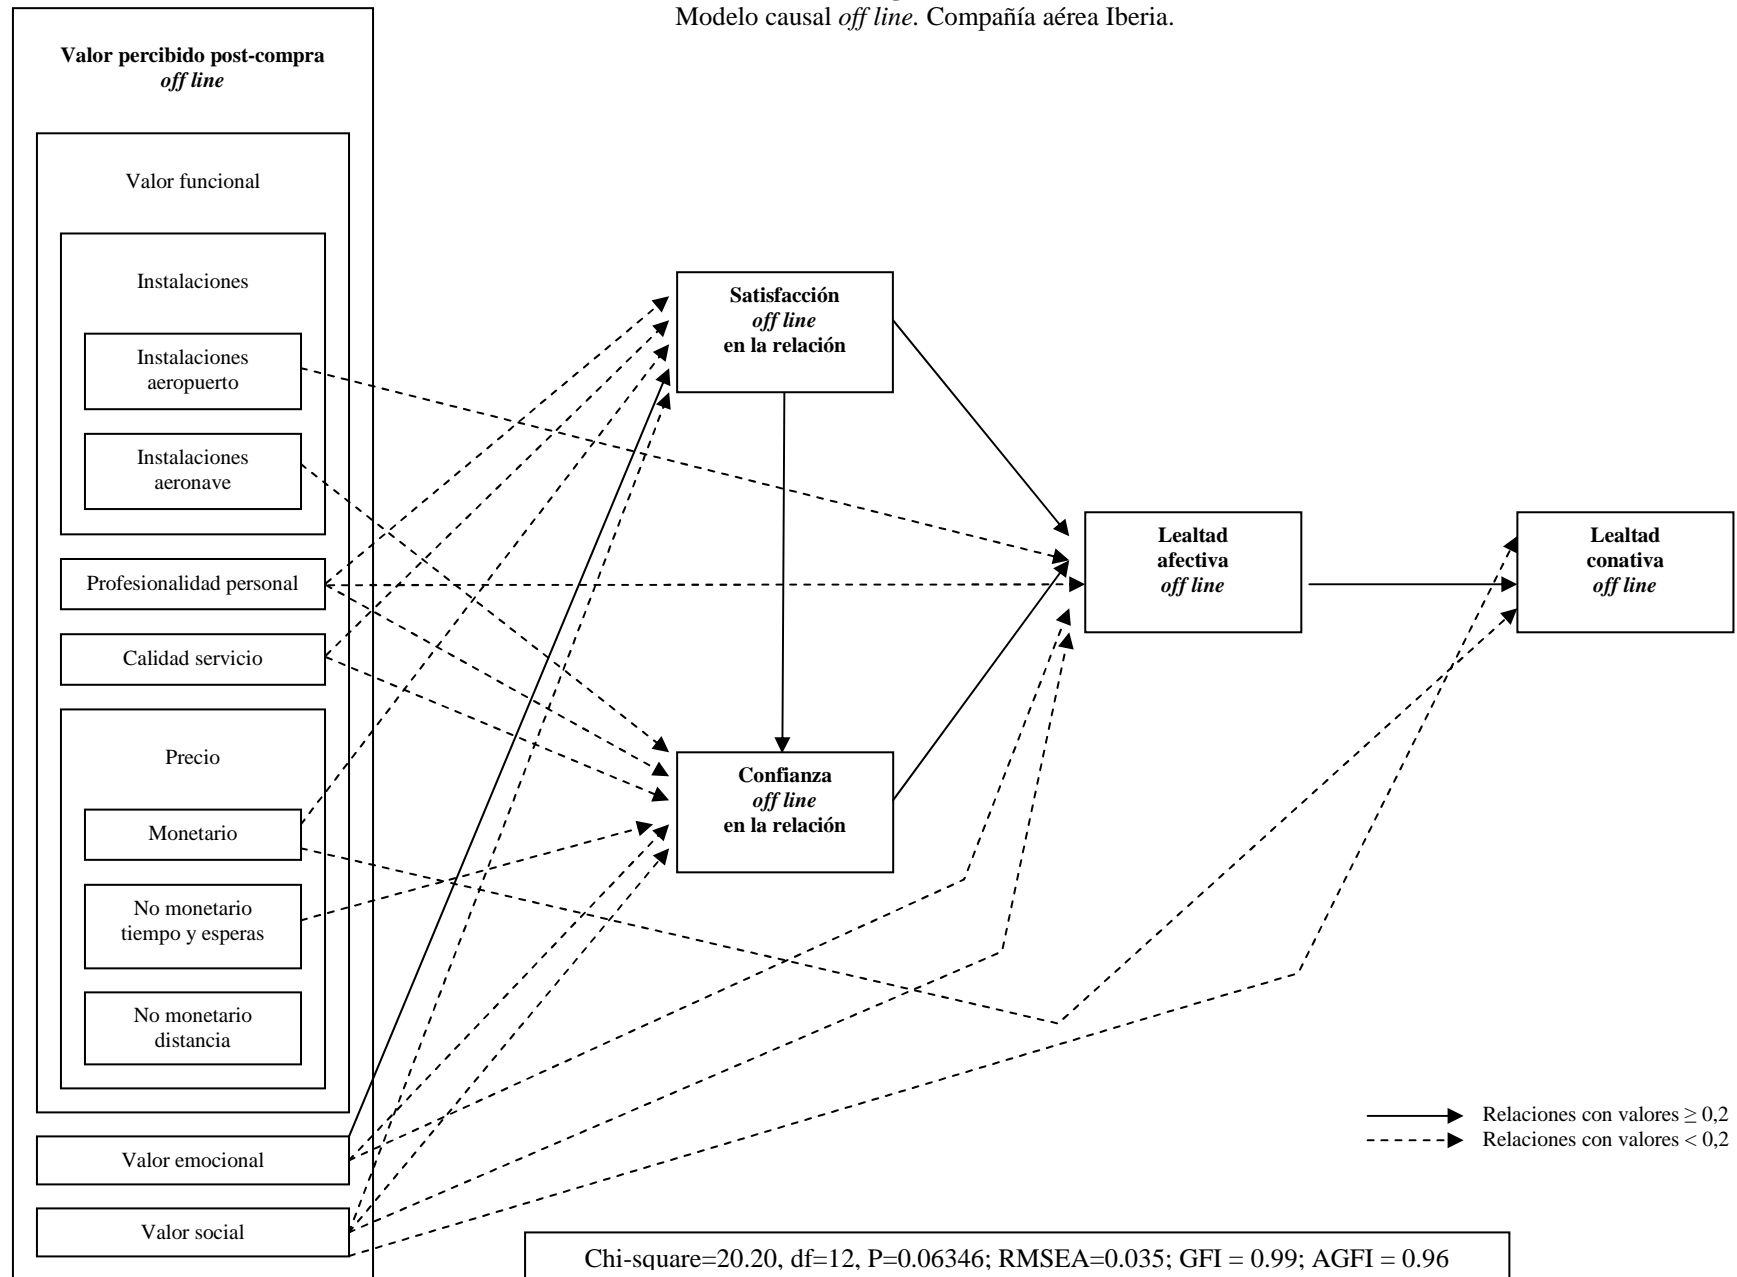 Modelo causal off line. Compañía aérea Iberia.
Valor percibido post-compra
off line
Valor funcional
Instalaciones
Instalaciones
aeropuerto
Instalaciones
aeronave
Profesionalidad personal
Calidad servicio
Precio
Monetario
No monetario
tiempo y esperas
No monetario
distancia
Valor emocional
Valor social
Satisfacción
off line
en la relación
Confianza
off line
en la relación
Lealtad
afectiva
off line
Lealtad
conativa
off line
Relaciones con valores ≥ 0,2
Relaciones con valores < 0,2
Chi-square=20.20, df=12, P=0.06346; RMSEA=0.035; GFI = 0.99; AGFI = 0.96